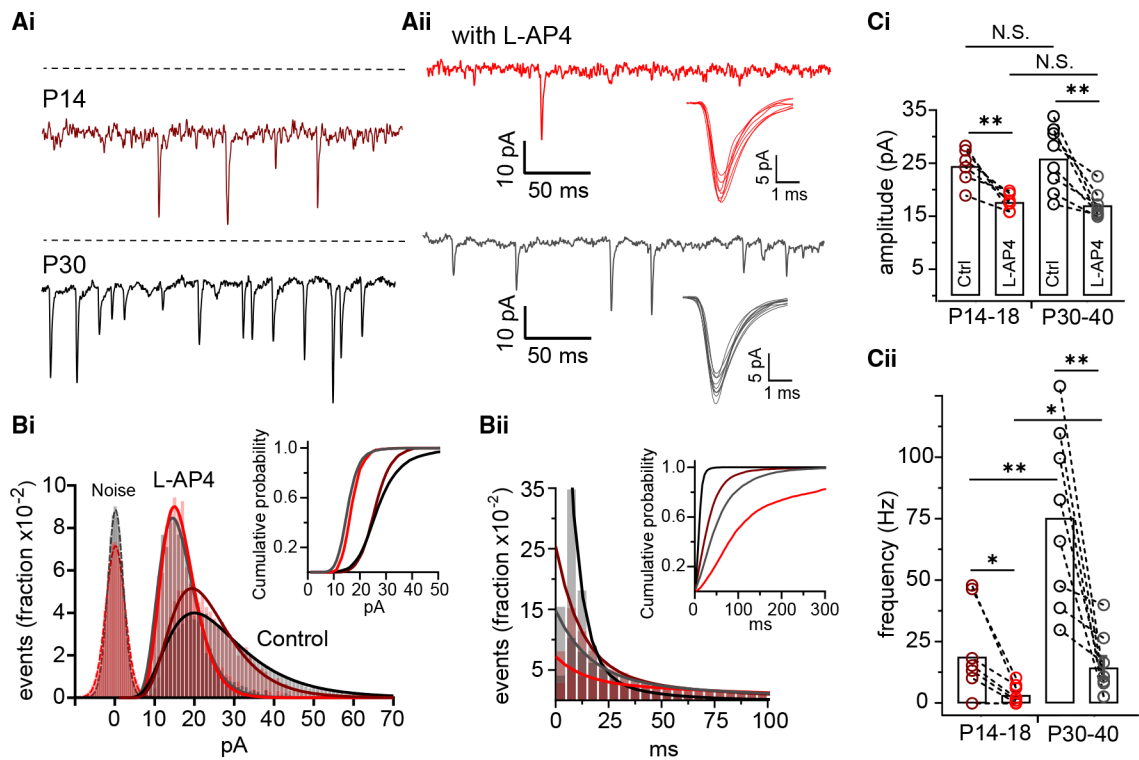 Ai
P14
P30
Aii
with L-AP4
10 pA
50 ms
5 pA
1 ms
10 pA
50 ms
5 pA
1 ms
Ci
N.S.
N.S.
**
**
35
25
15
5
amplitude (pA)
Ctrl
L-AP4
Ctrl
L-AP4
P14-18
P30-40
Bi
Noise
L-AP4
Control
10
8
6
4
2
0
events (fraction x10-2)
0
10
20
30
40
50
60
70
pA
Cumulative probability
1.0
0.6
0.2
0
10
20
30
40
50
pA
Bii
35
25
15
5
events (fraction x10-2)
0
25
50
75
100
ms
Cumulative probability
1.0
0.6
0.2
0
100
200
300
ms
Cii
**
*
**
*
100
75
50
25
0
frequency (Hz)
P14-18
P30-40